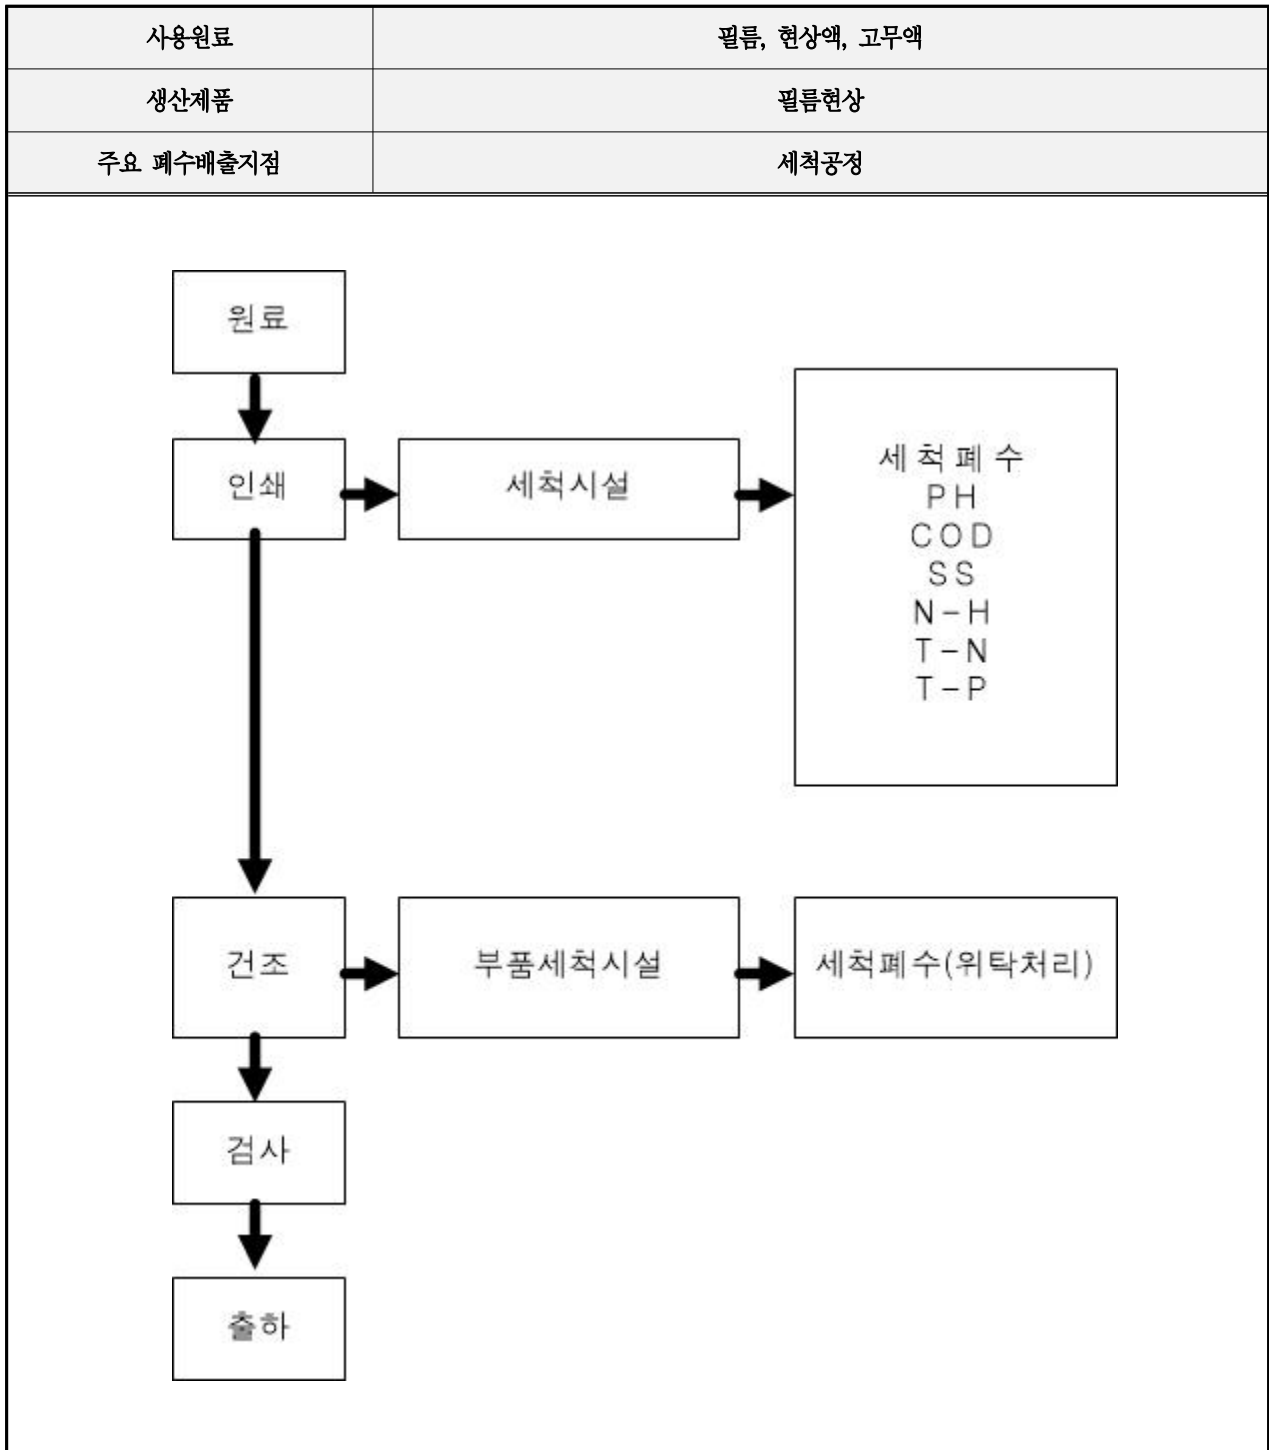 사용원료 필름, 현상액, 고무액
생산제품 필름현상
주요 폐수배출지점 세척공정
원료
인쇄
세척시설
세척폐수
PH
COD
SS
N-H
T-N
T-P
건조
부품세척시설
세척폐수(위탁처리)
검사
출하